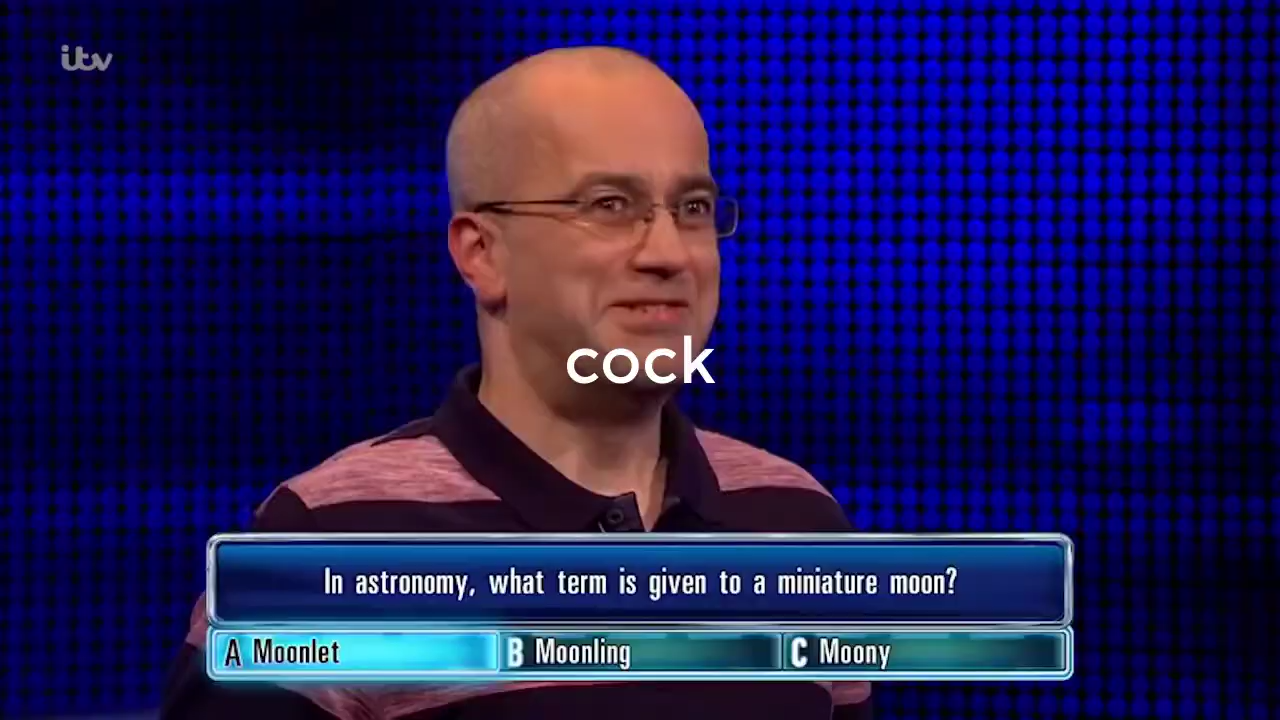 itv
cock
In astronomy, what term is given to a miniature moon?
A Moonlet
B Moonling
C Moony